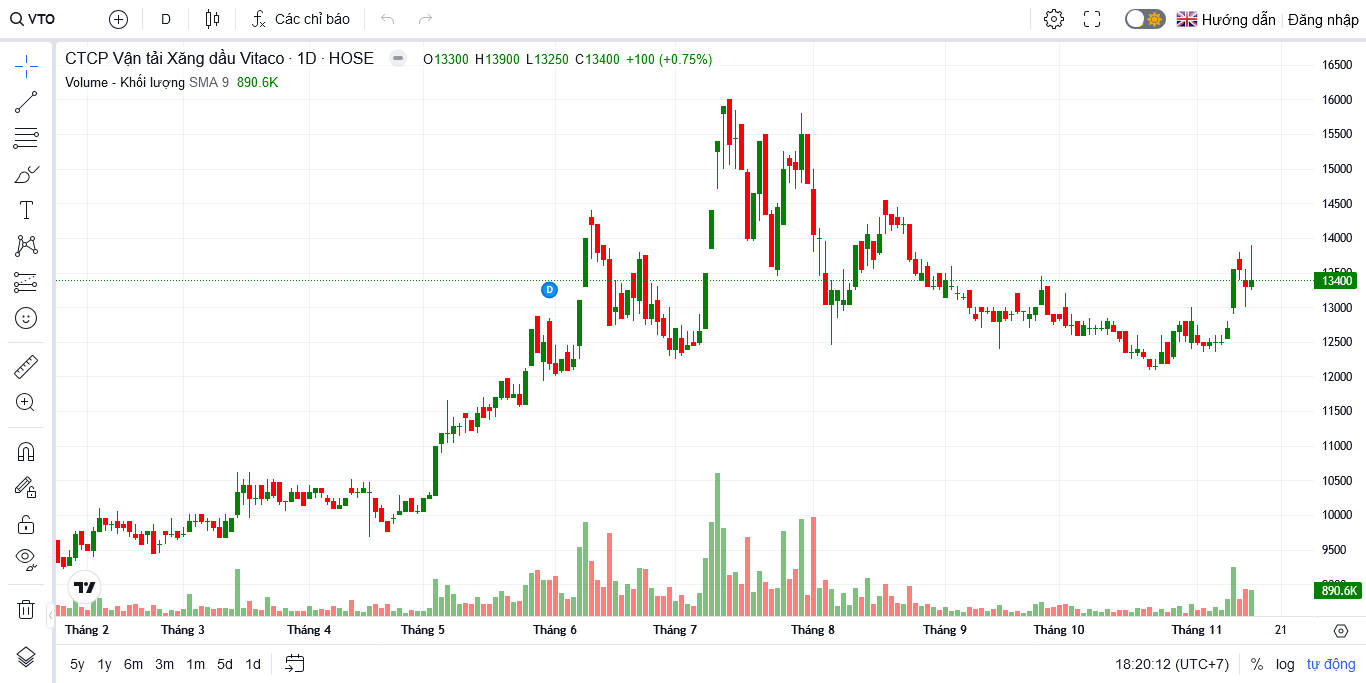 VTO D Các chỉ báo Hướng dẫn Đăng nhập
CTCP Vận tải Xăng dầu Vitaco · 1D · HOSE O13300 H13900 L13250 C13400 +100 (+0.75%)
Volume - Khối lượng SMA 9 890.6K
16500
16000
15500
15000
14500
14000
D
13400
13000
12500
12000
11500
11000
10500
10000
9500
890.6K
Tháng 2 Tháng 3 Tháng 4 Tháng 5 Tháng 6 Tháng 7 Tháng 8 Tháng 9 Tháng 10 Tháng 11 21
5y 1y 6m 3m 1m 5d 1d 18:20:12 (UTC+7) % log tự động